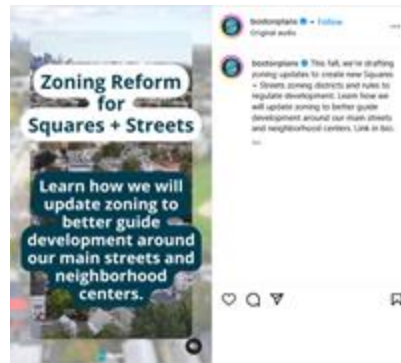 Zoning Reform
for
Squares + Streets
Learn how we will
update zoning to
better guide
development around
our main streets and
neighborhood
centers.
bostonplans • Follow
Original audio
bostonplans This fall, we're drafting
zoning updates to create new Squares
+ Streets zoning districts and rules to
regulate development. Learn how we
will update zoning to better guide
development around our main streets
and neighborhood centers. Link in bio.